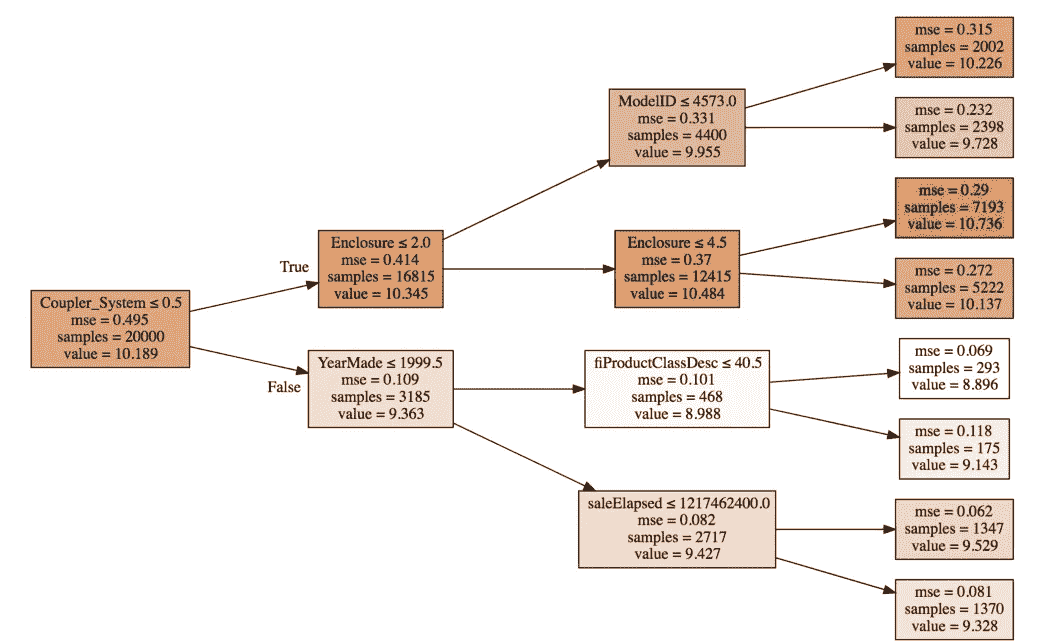 Coupler_System ≤ 0.5
mse = 0.495
samples = 20000
value = 10.189
True
False
Enclosure ≤ 2.0
mse = 0.414
samples = 16815
value = 10.345
YearMade ≤ 1999.5
mse = 0.109
samples = 3185
value = 9.363
ModelID ≤ 4573.0
mse = 0.331
samples = 4400
value = 9.955
Enclosure ≤ 4.5
mse = 0.37
samples = 12415
value = 10.484
fiProductClassDesc ≤ 40.5
mse = 0.101
samples = 468
value = 8.988
saleElapsed ≤ 1217462400.0
mse = 0.082
samples = 2717
value = 9.427
mse = 0.315
samples = 2002
value = 10.226
mse = 0.232
samples = 2398
value = 9.728
mse = 0.29
samples = 7193
value = 10.736
mse = 0.272
samples = 5222
value = 10.137
mse = 0.069
samples = 293
value = 8.896
mse = 0.118
samples = 175
value = 9.143
mse = 0.062
samples = 1347
value = 9.529
mse = 0.081
samples = 1370
value = 9.328